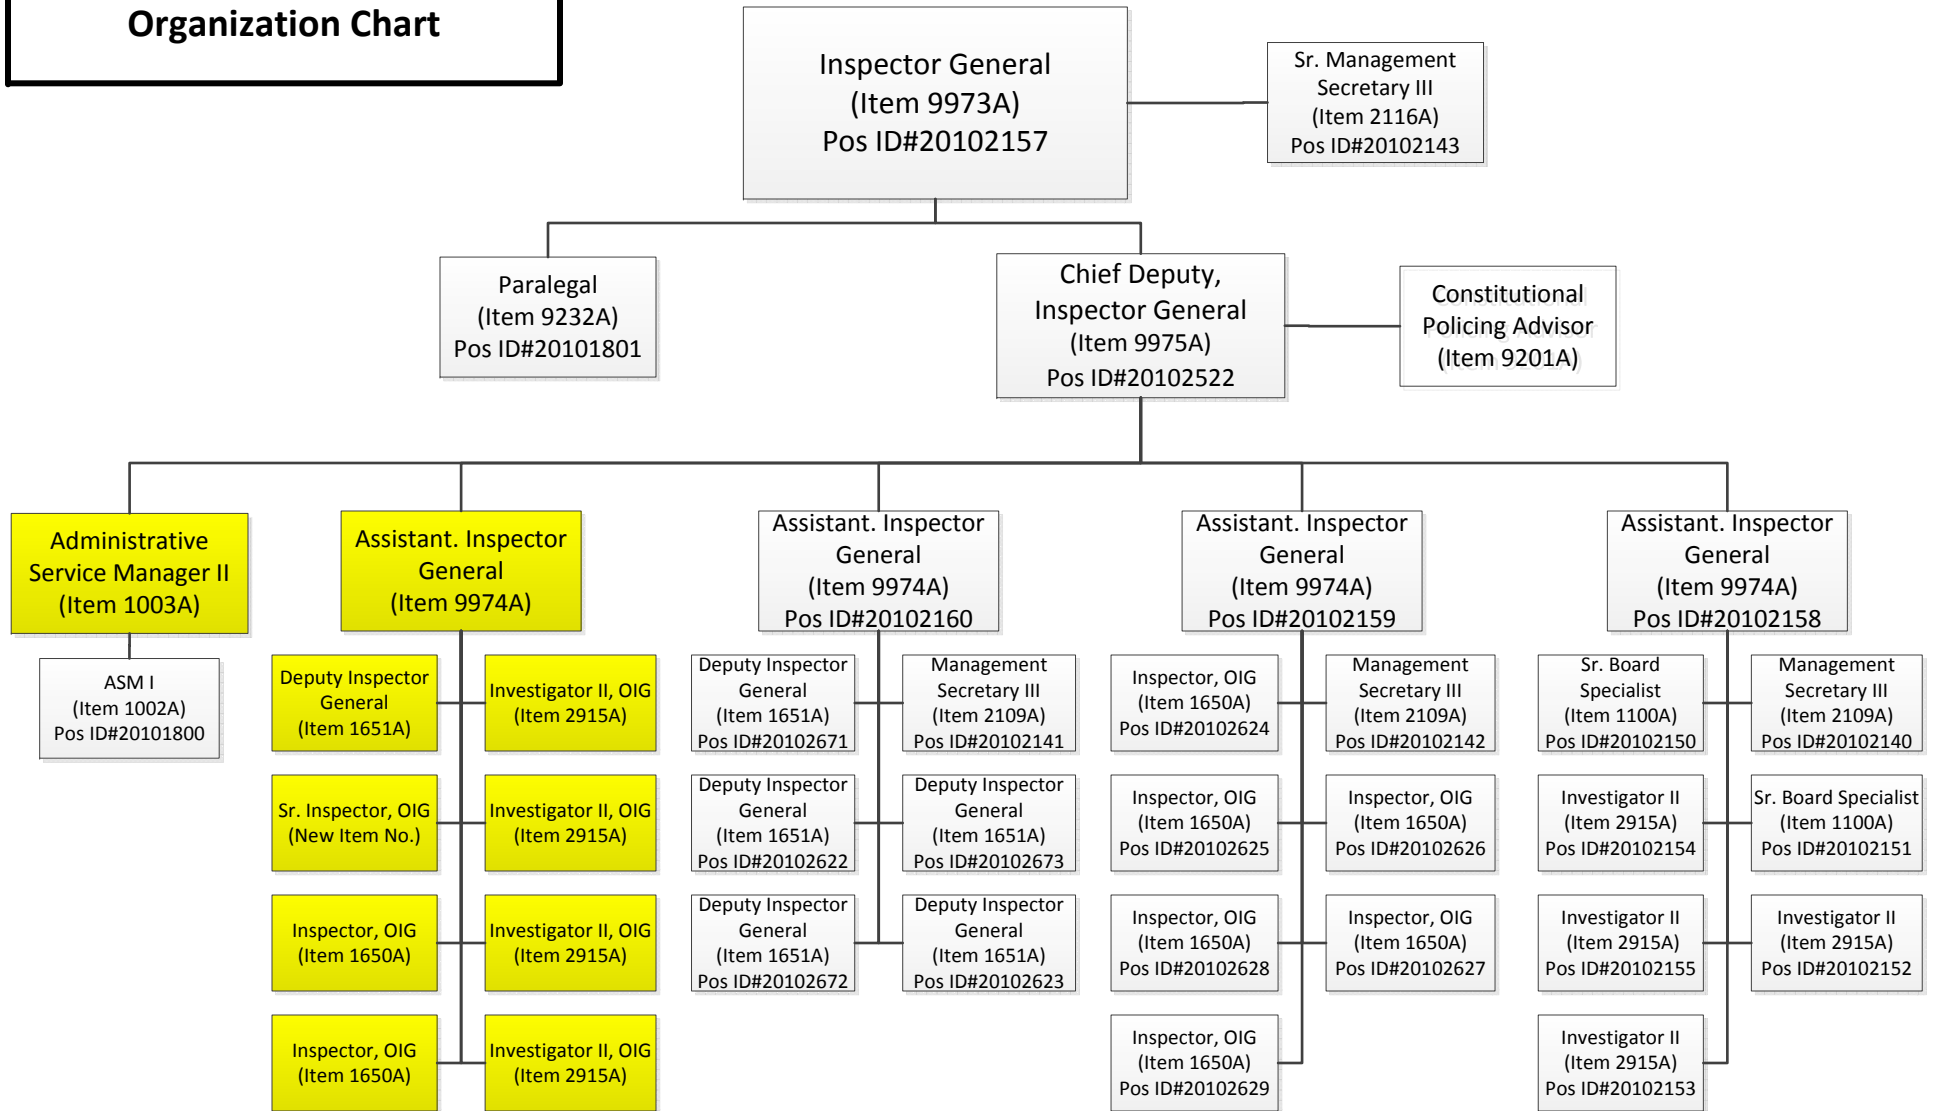 Organization Chart
Inspector General
(Item 9973A)
Pos ID#20102157
Sr. Management
Secretary III
(Item 2116A)
Pos ID#20102143
Paralegal
(Item 9232A)
Pos ID#20101801
Chief Deputy,
Inspector General
(Item 9975A)
Pos ID#20102522
Constitutional
Policing Advisor
(Item 9201A)
Administrative
Service Manager II
(Item 1003A)
ASM I
(Item 1002A)
Pos ID#20101800
Assistant. Inspector
General
(Item 9974A)
Deputy Inspector
General
(Item 1651A)
Investigator II, OIG
(Item 2915A)
Sr. Inspector, OIG
(New Item No.)
Investigator II, OIG
(Item 2915A)
Inspector, OIG
(Item 1650A)
Investigator II, OIG
(Item 2915A)
Inspector, OIG
(Item 1650A)
Investigator II, OIG
(Item 2915A)
Assistant. Inspector
General
(Item 9974A)
Pos ID#20102160
Deputy Inspector
General
(Item 1651A)
Pos ID#20102671
Management
Secretary III
(Item 2109A)
Pos ID#20102141
Deputy Inspector
General
(Item 1651A)
Pos ID#20102622
Deputy Inspector
General
(Item 1651A)
Pos ID#20102673
Deputy Inspector
General
(Item 1651A)
Pos ID#20102672
Deputy Inspector
General
(Item 1651A)
Pos ID#20102623
Assistant. Inspector
General
(Item 9974A)
Pos ID#20102159
Inspector, OIG
(Item 1650A)
Pos ID#20102624
Management
Secretary III
(Item 2109A)
Pos ID#20102142
Inspector, OIG
(Item 1650A)
Pos ID#20102625
Inspector, OIG
(Item 1650A)
Pos ID#20102626
Inspector, OIG
(Item 1650A)
Pos ID#20102628
Inspector, OIG
(Item 1650A)
Pos ID#20102627
Inspector, OIG
(Item 1650A)
Pos ID#20102629
Assistant. Inspector
General
(Item 9974A)
Pos ID#20102158
Sr. Board
Specialist
(Item 1100A)
Pos ID#20102150
Management
Secretary III
(Item 2109A)
Pos ID#20102140
Investigator II
(Item 2915A)
Pos ID#20102154
Sr. Board Specialist
(Item 1100A)
Pos ID#20102151
Investigator II
(Item 2915A)
Pos ID#20102155
Investigator II
(Item 2915A)
Pos ID#20102152
Investigator II
(Item 2915A)
Pos ID#20102153